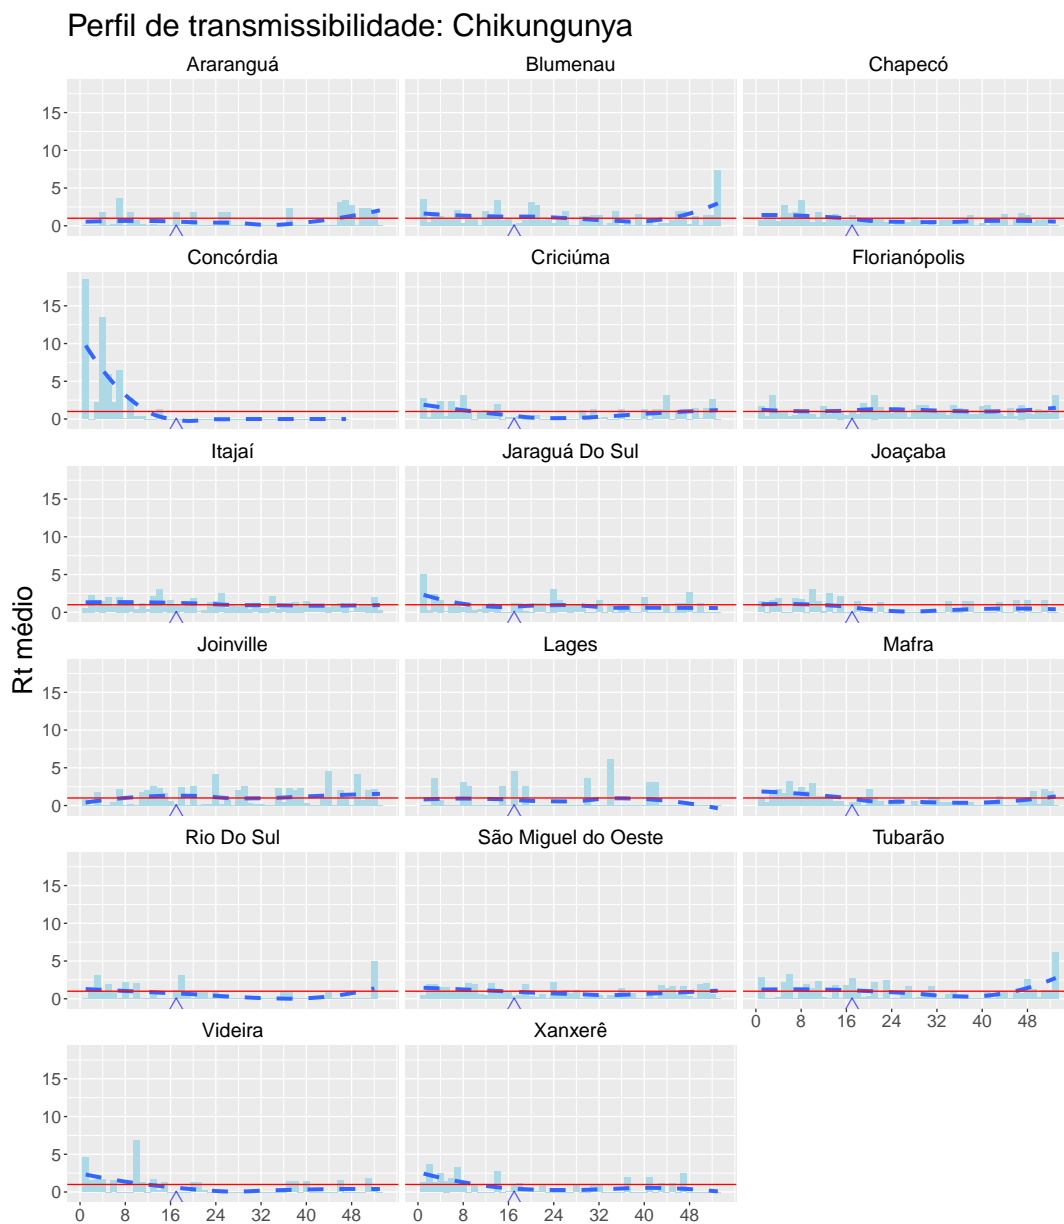 Perfil de transmissibilidade: Chikungunya
Araranguá Blumenau Chapecó
15
10
5
0
Concórdia Criciúma Florianópolis
15
10
5
0
Itajaí Jaraguá Do Sul Joaçaba
15
10
5
0
Rt médio
Joinville Lages Mafra
15
10
5
0
Rio Do Sul São Miguel do Oeste Tubarão
15
10
5
0
0 8 16 24 32 40 48
Videira Xanxerê
15
10
5
0
0 8 16 24 32 40 48 0 8 16 24 32 40 48